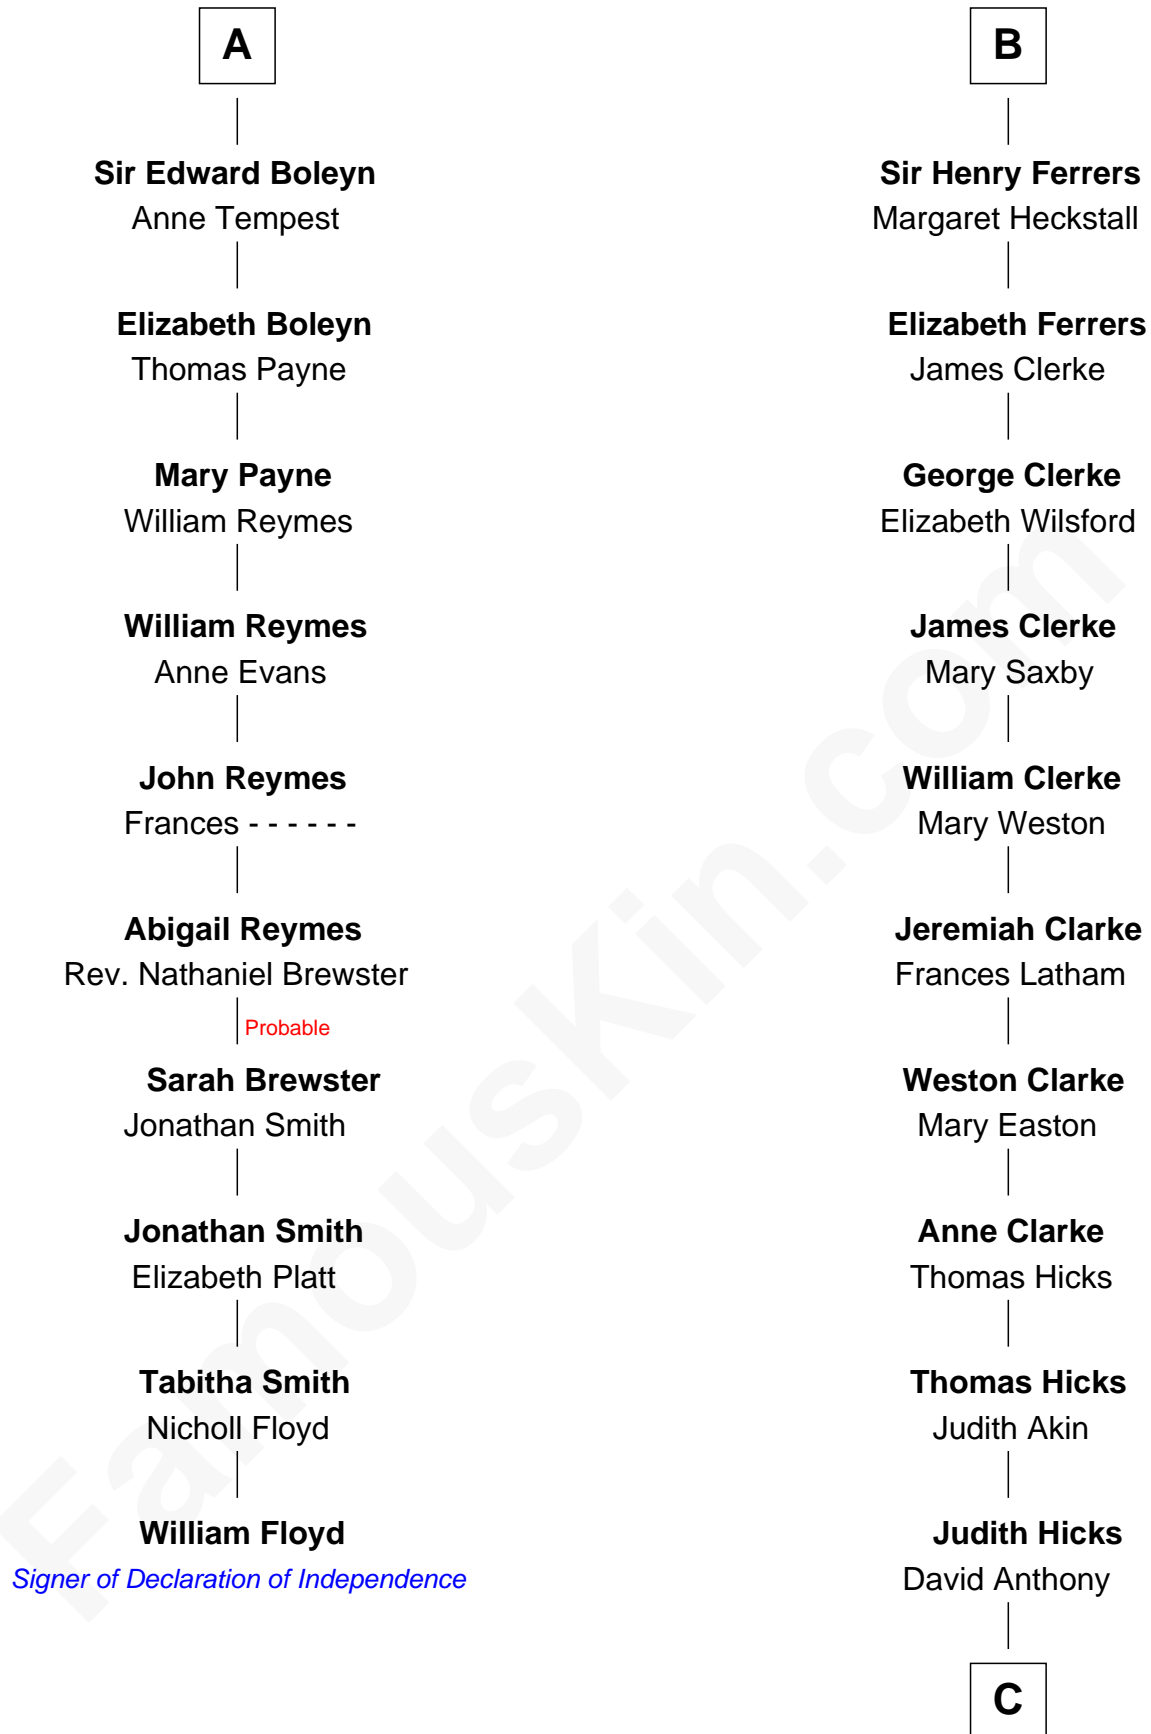 A
Sir Edward Boleyn
Anne Tempest
Elizabeth Boleyn
Thomas Payne
Mary Payne
William Reymes
William Reymes
Anne Evans
John Reymes
Frances - - - - - -
Abigail Reymes
Rev. Nathaniel Brewster
Probable
Sarah Brewster
Jonathan Smith
Jonathan Smith
Elizabeth Platt
Tabitha Smith
Nicholl Floyd
William Floyd
Signer of Declaration of Independence
B
Sir Henry Ferrers
Margaret Heckstall
Elizabeth Ferrers
James Clerke
George Clerke
Elizabeth Wilsford
James Clerke
Mary Saxby
William Clerke
Mary Weston
Jeremiah Clarke
Frances Latham
Weston Clarke
Mary Easton
Anne Clarke
Thomas Hicks
Thomas Hicks
Judith Akin
Judith Hicks
David Anthony
C
FamousKin.com